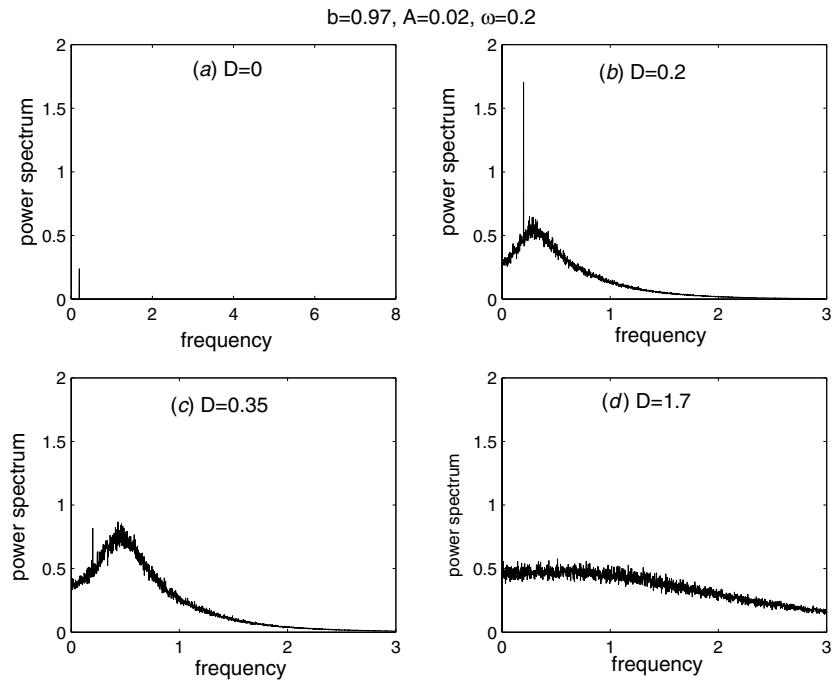 b=0.97, A=0.02, ω=0.2
2
1.5
1
0.5
0
power spectrum
(a) D=0
0 2 4 6 8
frequency
2
1.5
1
0.5
0
power spectrum
(b) D=0.2
0 1 2 3
frequency
2
1.5
1
0.5
0
power spectrum
(c) D=0.35
0 1 2 3
frequency
2
1.5
1
0.5
0
power spectrum
(d) D=1.7
0 1 2 3
frequency